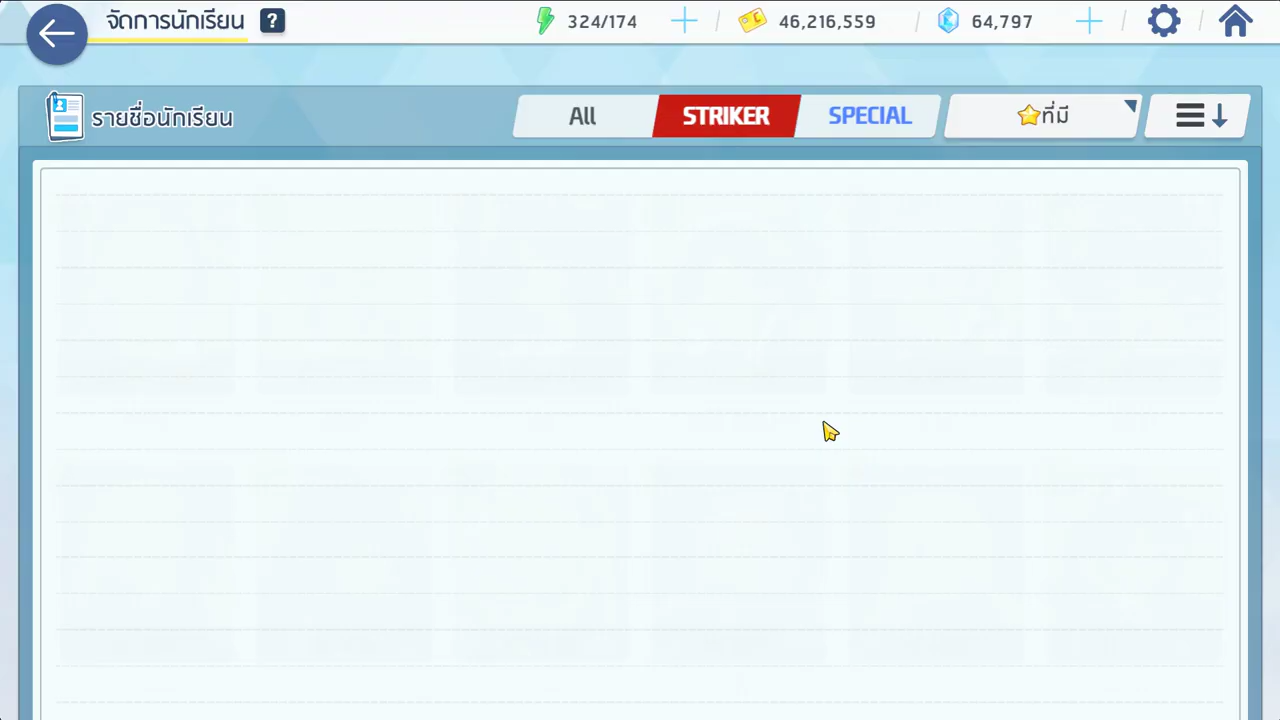 จัดการนักเรียน ? 324/174 46,216,559 64,797
รายชื่อนักเรียน All STRIKER SPECIAL ที่มี